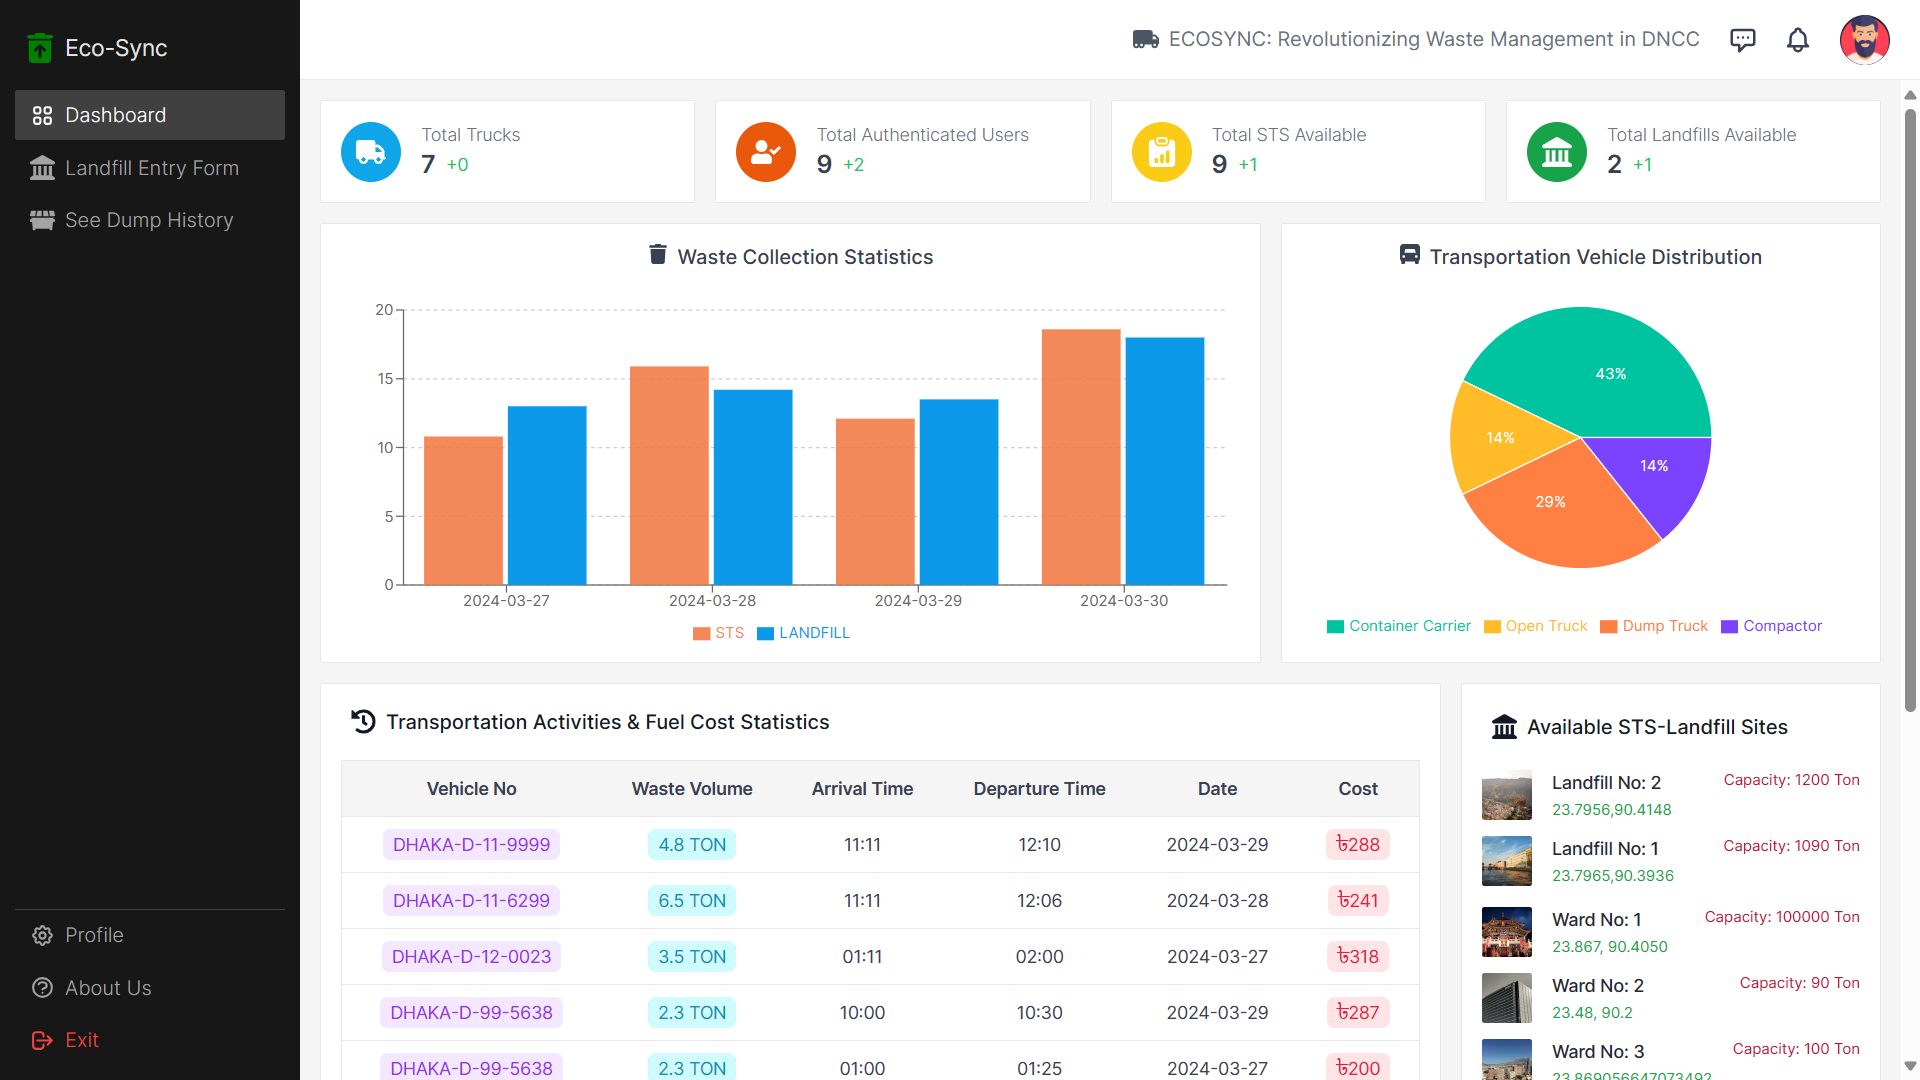 Eco-Sync
Dashboard
Landfill Entry Form
See Dump History
Profile
About Us
Exit
ECOSYNC: Revolutionizing Waste Management in DNCC
Total Trucks
7 +0
Total Authenticated Users
9 +2
Total STS Available
9 +1
Total Landfills Available
2 +1
Waste Collection Statistics
20
15
10
5
0
2024-03-27 2024-03-28 2024-03-29 2024-03-30
STS LANDFILL
Transportation Vehicle Distribution
43%
14%
14%
29%
Container Carrier Open Truck Dump Truck Compactor
Transportation Activities & Fuel Cost Statistics
Vehicle No Waste Volume Arrival Time Departure Time Date Cost
DHAKA-D-11-9999 4.8 TON 11:11 12:10 2024-03-29 ৳288
DHAKA-D-11-6299 6.5 TON 11:11 12:06 2024-03-28 ৳241
DHAKA-D-12-0023 3.5 TON 01:11 02:00 2024-03-27 ৳318
DHAKA-D-99-5638 2.3 TON 10:00 10:30 2024-03-29 ৳287
DHAKA-D-99-5638 2.3 TON 01:00 01:25 2024-03-27 ৳200
Available STS-Landfill Sites
Landfill No: 2 Capacity: 1200 Ton
23.7956,90.4148
Landfill No: 1 Capacity: 1090 Ton
23.7965,90.3936
Ward No: 1 Capacity: 100000 Ton
23.867, 90.4050
Ward No: 2 Capacity: 90 Ton
23.48, 90.2
Ward No: 3 Capacity: 100 Ton
23.869056647073492